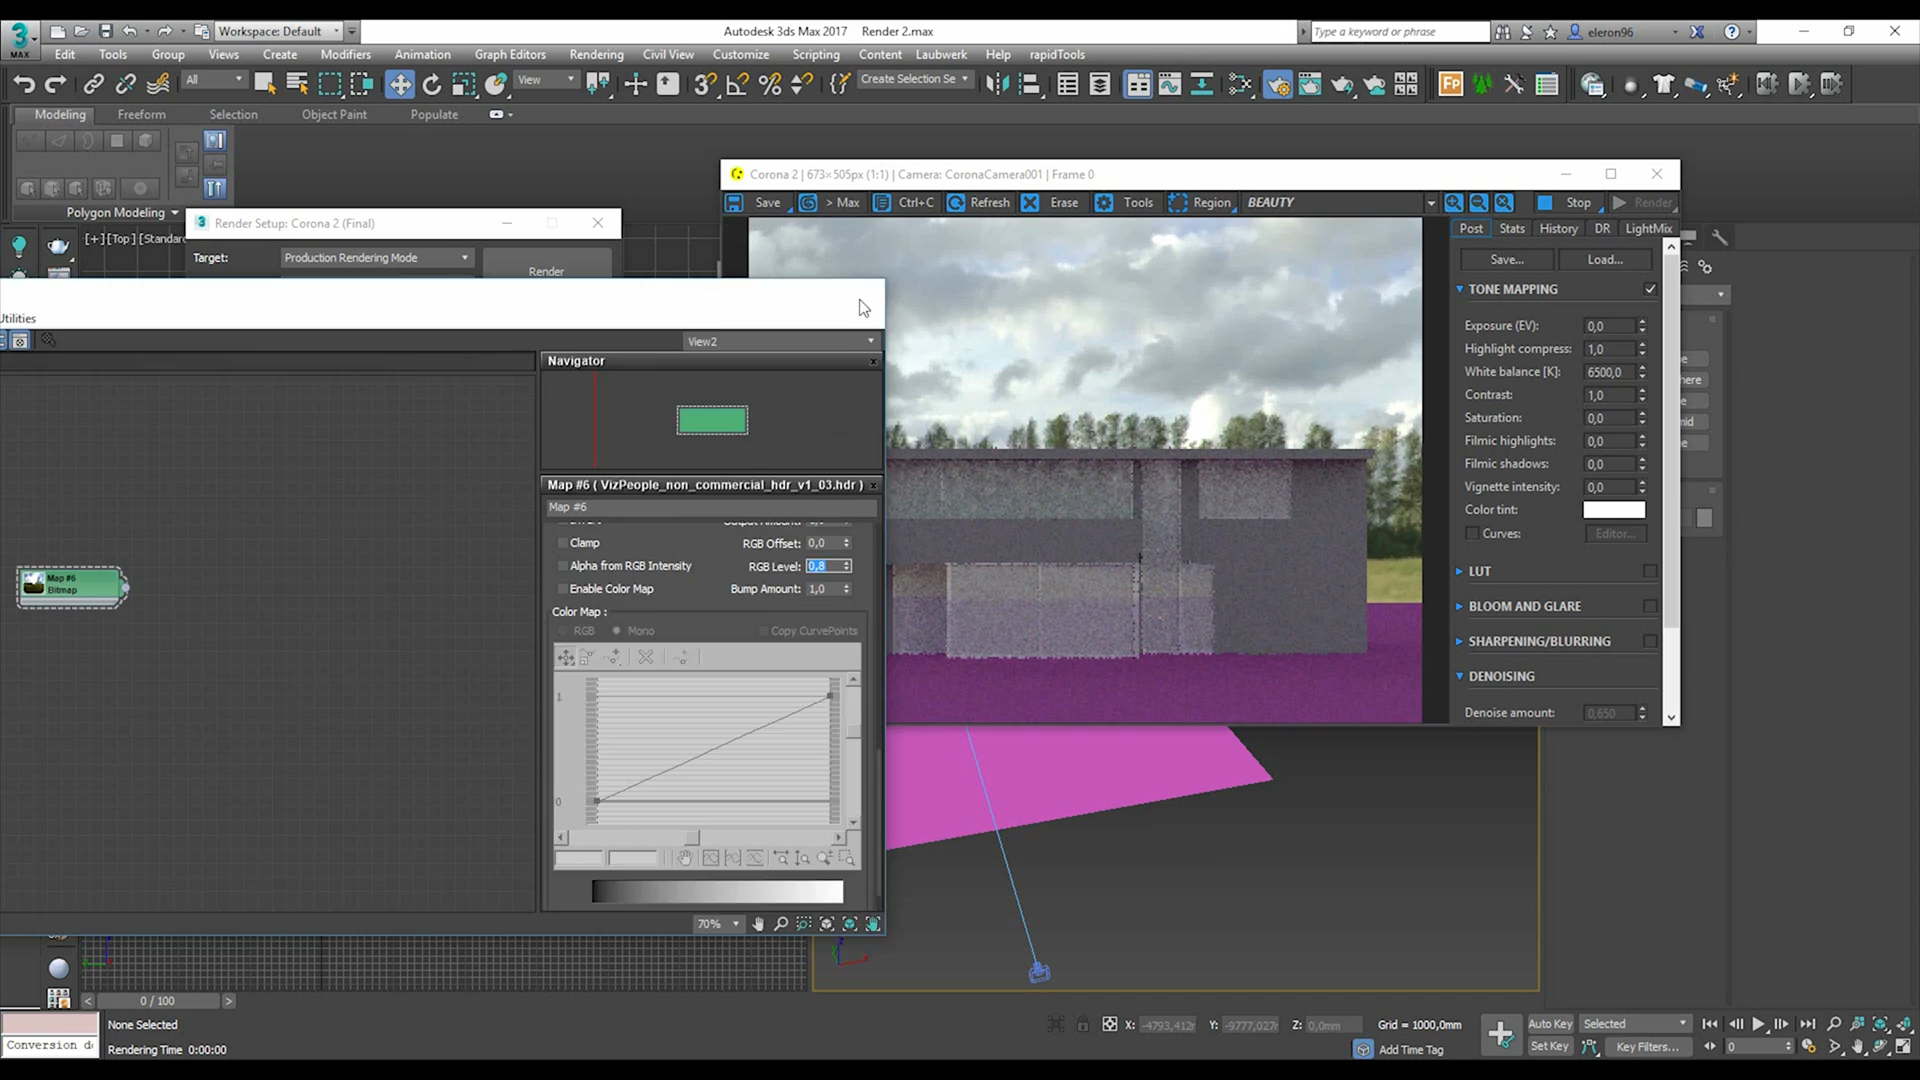 Workspace: Default
Autodesk 3ds Max 2017 Render 2.max
Type a keyword or phrase
eleron96
3
MAX
Edit Tools Group Views Create Modifiers Animation Graph Editors Rendering Civil View Customize Scripting Content Laubwerk Help rapidTools
All
View
Create Selection Se
Modeling Freeform Selection Object Paint Populate
Polygon Modeling
[+] [Top] [Standard
Render Setup: Corona 2 (Final)
Target: Production Rendering Mode
Render
Utilities
View2
Navigator
Map #6 ( VizPeople_non_commercial_hdr_v1_03.hdr )
Map #6
Clamp RGB Offset: 0,0
Alpha from RGB Intensity RGB Level: 0,8
Enable Color Map Bump Amount: 1,0
Color Map :
RGB Mono Copy CurvePoints
1
0
Map #6
Bitmap
70%
Corona 2 | 673×505px (1:1) | Camera: CoronaCamera001 | Frame 0
Save > Max Ctrl+C Refresh Erase Tools Region BEAUTY Stop Render
Post Stats History DR LightMix
Save... Load...
TONE MAPPING
Exposure (EV): 0,0
Highlight compress: 1,0
White balance [K]: 6500,0
Contrast: 1,0
Saturation: 0,0
Filmic highlights: 0,0
Filmic shadows: 0,0
Vignette intensity: 0,0
Color tint:
Curves: Editor...
LUT
BLOOM AND GLARE
SHARPENING/BLURRING
DENOISING
Denoise amount: 0,650
0 / 100
None Selected
X: -4793,412r Y: -9777,027r Z: 0,0mm Grid = 1000,0mm
Auto Key Selected
Conversion d
Rendering Time 0:00:00
Add Time Tag
Set Key Key Filters...
0